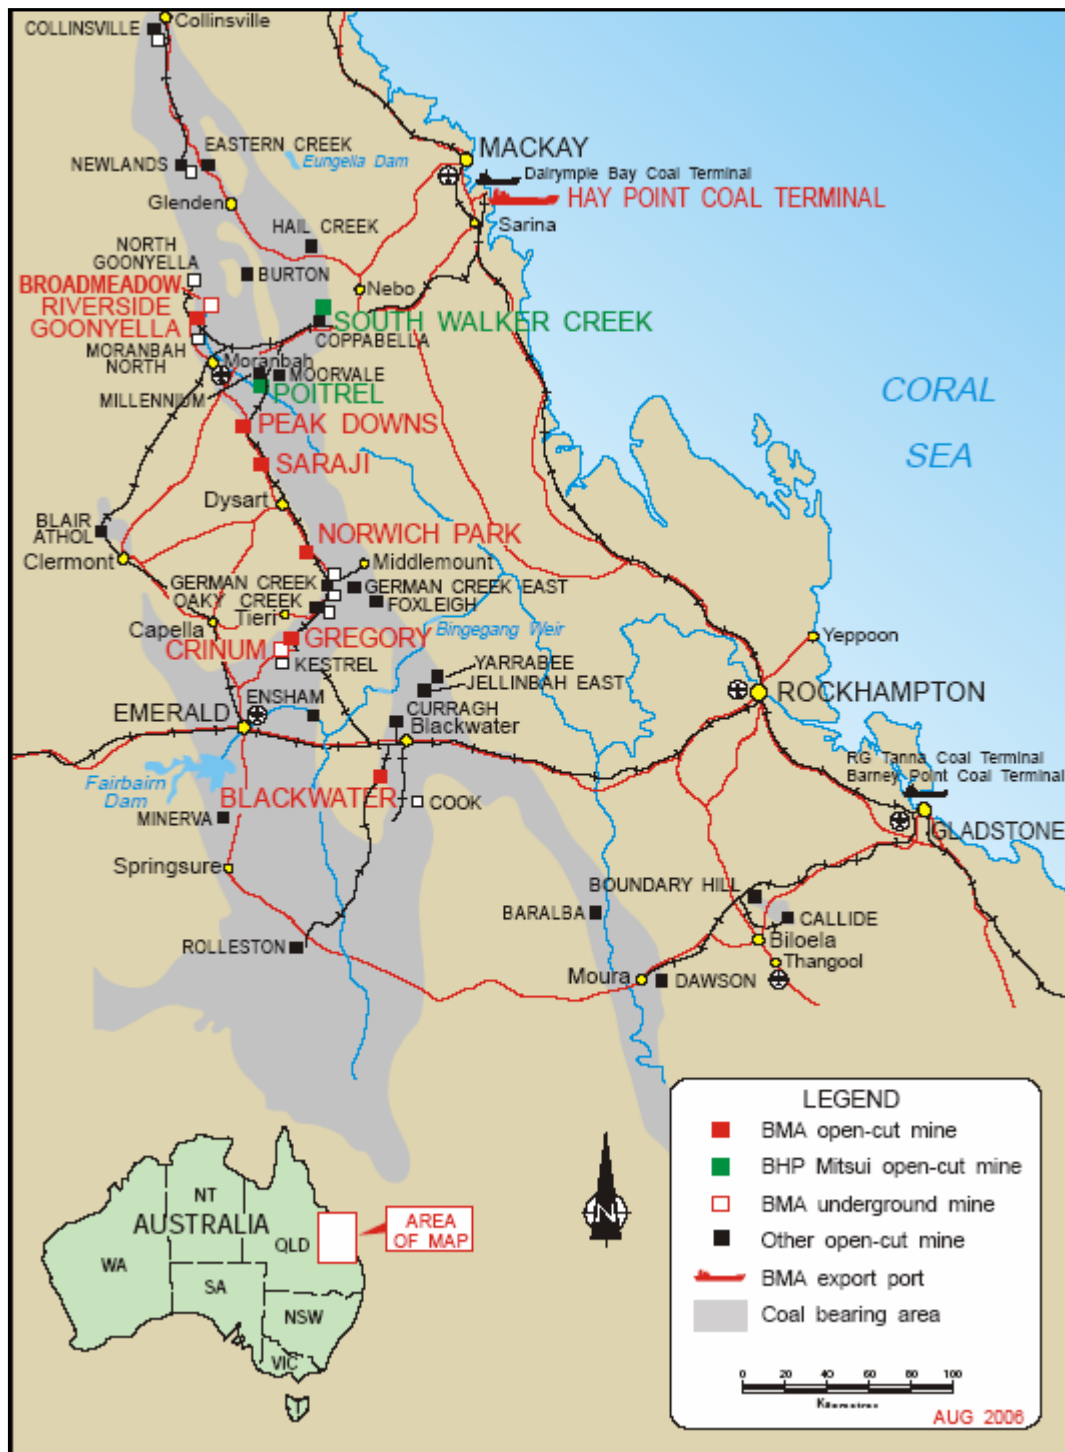 COLLINSVILLE
Collinsville
EASTERN CREEK
NEWLANDS
Eungella Dam
Glenden
MACKAY
Dalrymple Bay Coal Terminal
HAY POINT COAL TERMINAL
Sarina
HAIL CREEK
NORTH
GOONYELLA
BURTON
Nebo
BROADMEADOW
RIVERSIDE
GOONYELLA
SOUTH WALKER CREEK
COPPABELLA
MORANBAH
NORTH
Moranbah
MOORVALE
MILLENNIUM
POITREL
PEAK DOWNS
SARAJI
CORAL
SEA
Dysart
BLAIR
ATHOL
Clermont
NORWICH PARK
Middlemount
GERMAN CREEK
GERMAN CREEK EAST
OAKY CREEK
FOXLEIGH
Tieri
Capella
GREGORY
Bingegang Weir
CRINUM
KESTREL
Yeppoon
YARRABEE
JELLINBAH EAST
ENSHAM
EMERALD
CURRAGH
Blackwater
ROCKHAMPTON
RG Tanna Coal Terminal
Barney Point Coal Terminal
Fairbairn
Dam
BLACKWATER
COOK
MINERVA
GLADSTONE
Springsure
BOUNDARY HILL
BARALBA
CALLIDE
ROLLESTON
Biloela
Thangool
Moura
DAWSON
LEGEND
BMA open-cut mine
BHP Mitsui open-cut mine
BMA underground mine
Other open-cut mine
BMA export port
Coal bearing area
0 20 40 60 80 100
Kilometres
AUG 2006
N
AUSTRALIA
NT
QLD
WA
SA
NSW
VIC
T
AREA
OF MAP